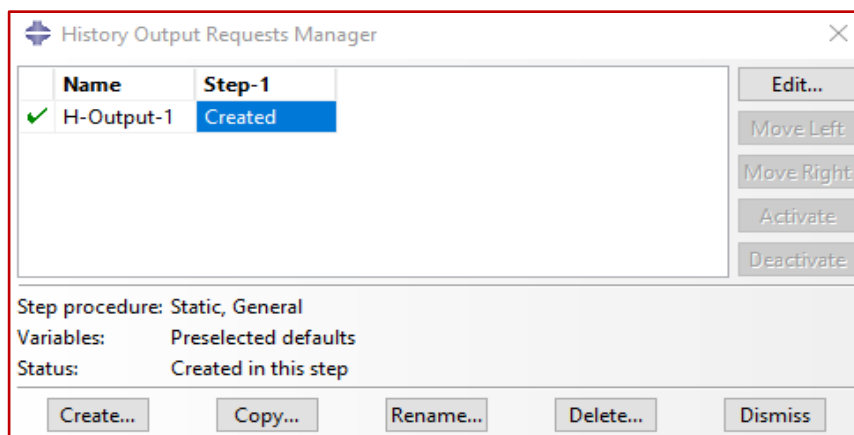 History Output Requests Manager
Name Step-1
H-Output-1 Created
Edit...
Move Left
Move Right
Activate
Deactivate
Step procedure: Static, General
Variables: Preselected defaults
Status: Created in this step
Create... Copy... Rename... Delete... Dismiss